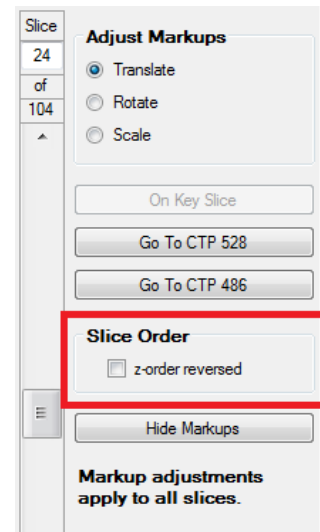 Slice
24
of
104
Adjust Markups
Translate
Rotate
Scale
On Key Slice
Go To CTP 528
Go To CTP 486
Slice Order
z-order reversed
Hide Markups
Markup adjustments
apply to all slices.